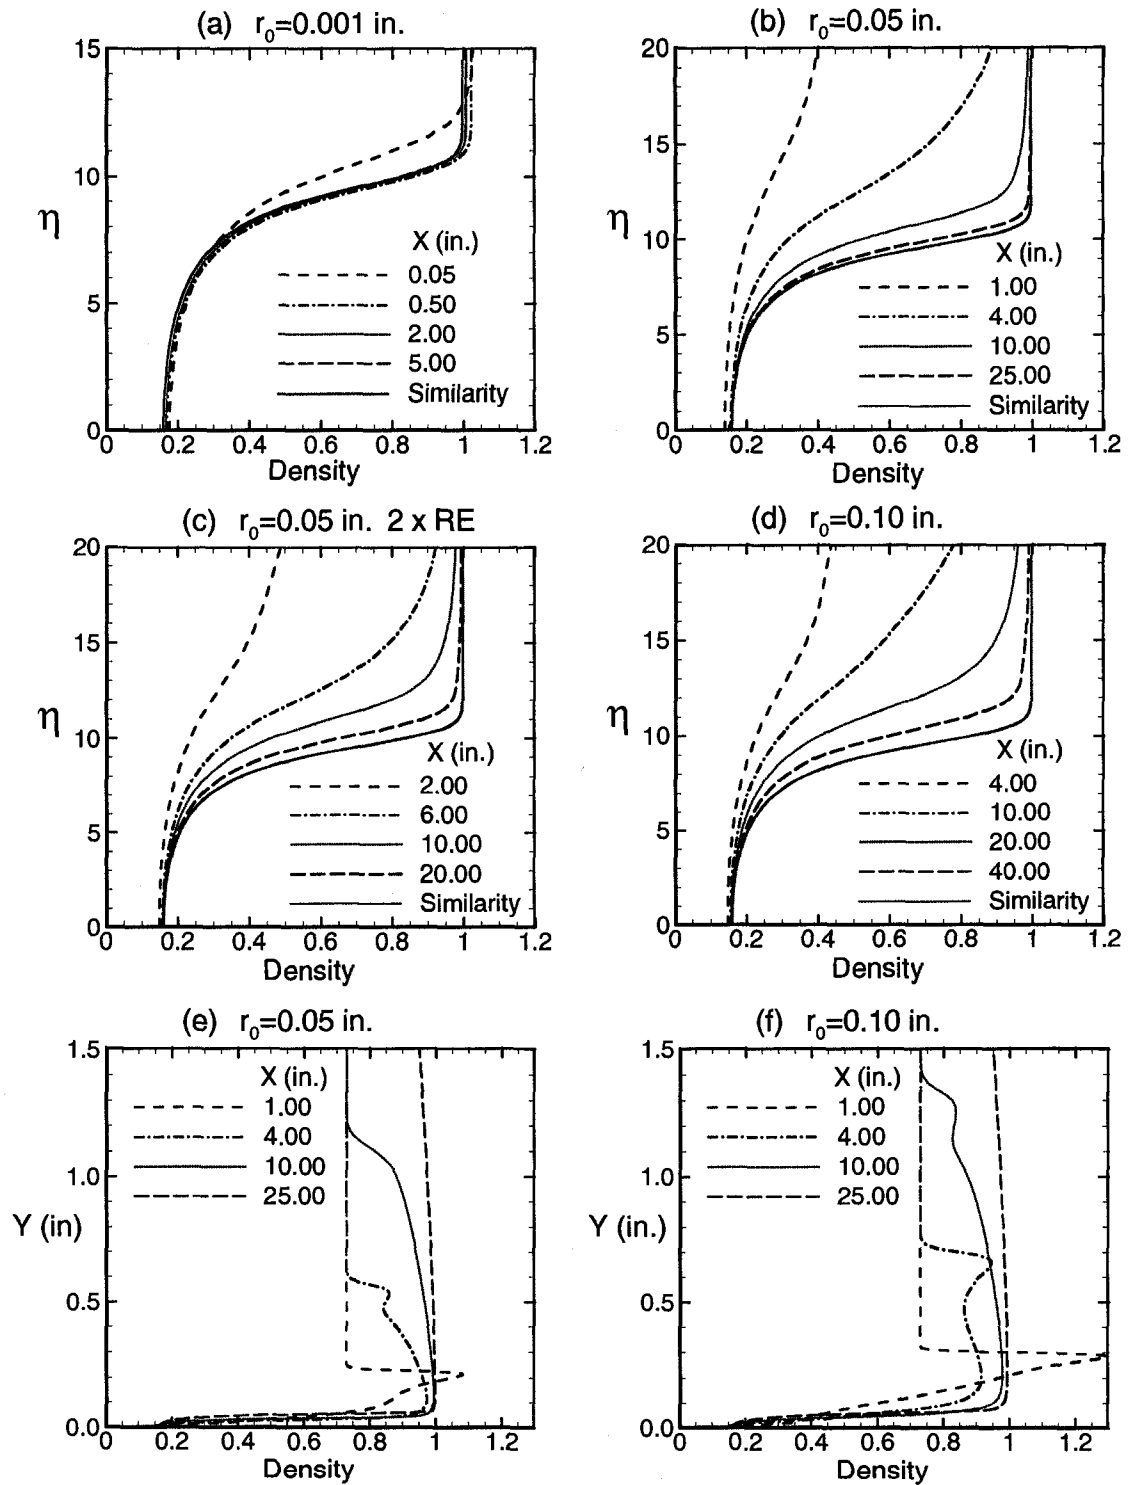 (a) r₀=0.001 in.
15
10
5
0
η
X (in.)
0.05
0.50
2.00
5.00
Similarity
0 0.2 0.4 0.6 0.8 1 1.2
Density
(b) r₀=0.05 in.
20
15
10
5
0
η
X (in.)
1.00
4.00
10.00
25.00
Similarity
0 0.2 0.4 0.6 0.8 1 1.2
Density
(c) r₀=0.05 in. 2 x RE
20
15
10
5
0
η
X (in.)
2.00
6.00
10.00
20.00
Similarity
0 0.2 0.4 0.6 0.8 1 1.2
Density
(d) r₀=0.10 in.
20
15
10
5
0
η
X (in.)
4.00
10.00
20.00
40.00
Similarity
0 0.2 0.4 0.6 0.8 1 1.2
Density
(e) r₀=0.05 in.
1.5
1.0
0.5
0.0
Y (in)
X (in.)
1.00
4.00
10.00
25.00
0 0.2 0.4 0.6 0.8 1 1.2
Density
(f) r₀=0.10 in.
1.5
1.0
0.5
0.0
Y (in.)
X (in.)
1.00
4.00
10.00
25.00
0 0.2 0.4 0.6 0.8 1 1.2
Density